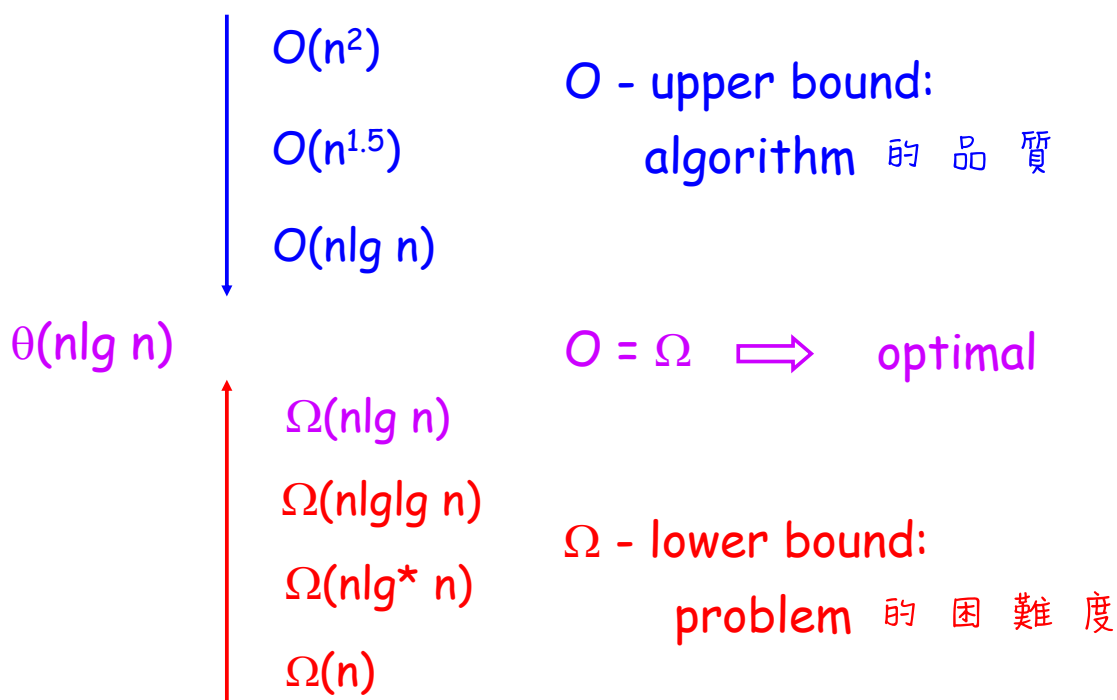 O(n²)
O(n¹·⁵)
O(nlg n)
θ(nlg n)
Ω(nlg n)
Ω(nlglg n)
Ω(nlg* n)
Ω(n)
O - upper bound:
algorithm 的 品 質
O = Ω ⇒ optimal
Ω - lower bound:
problem 的 困 難 度